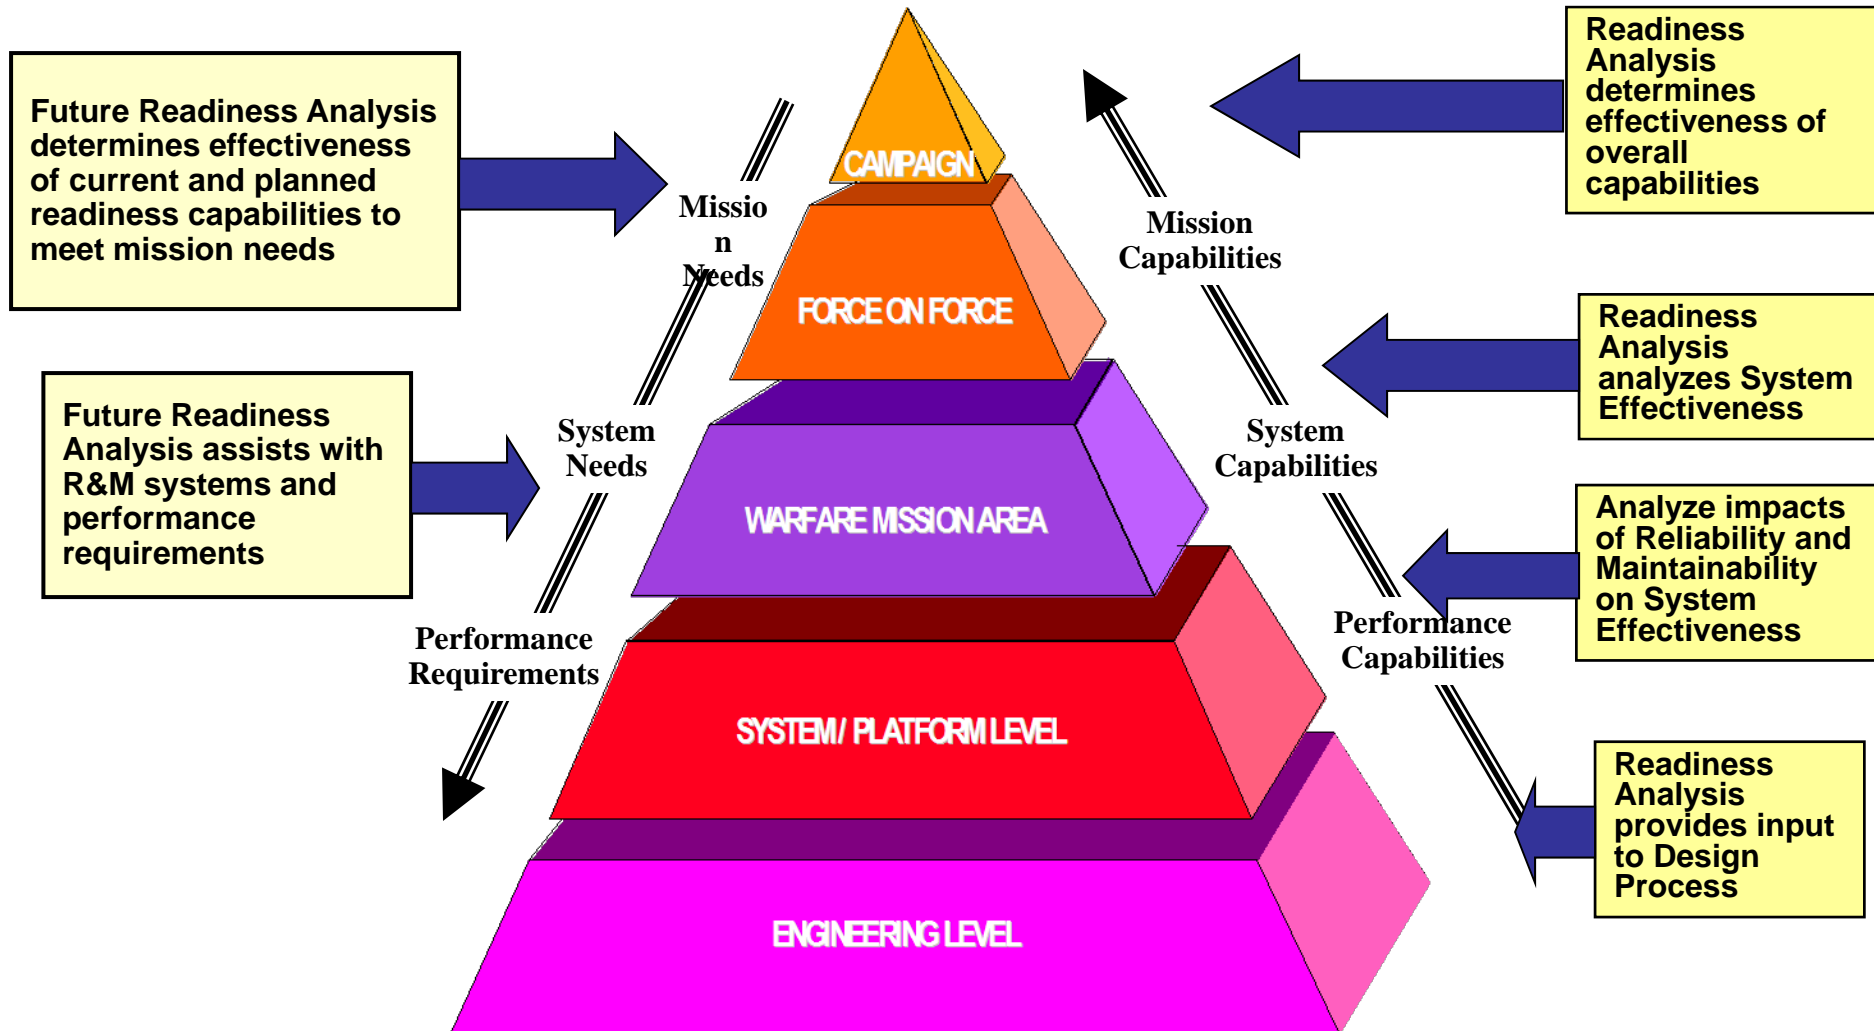 Future Readiness Analysis
determines effectiveness
of current and planned
readiness capabilities to
meet mission needs
Future Readiness
Analysis assists with
R&M systems and
performance
requirements
Missio
n
Needs
System
Needs
Performance
Requirements
CAMPAIGN
FORCE ON FORCE
WARFARE MISSION AREA
SYSTEM / PLATFORM LEVEL
ENGINEERING LEVEL
Mission
Capabilities
System
Capabilities
Performance
Capabilities
Readiness
Analysis
determines
effectiveness of
overall
capabilities
Readiness
Analysis
analyzes System
Effectiveness
Analyze impacts
of Reliability and
Maintainability
on System
Effectiveness
Readiness
Analysis
provides input
to Design
Process